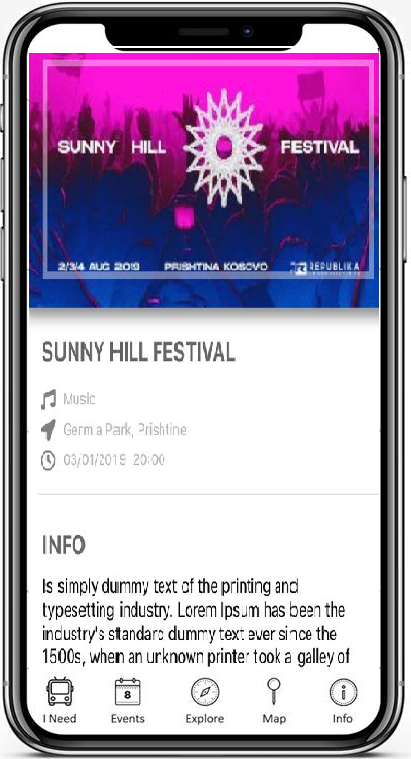 SUNNY HILL FESTIVAL
2/3/4 AUG 2019 PRISHTINA KOSOVO REPUBLIKA
SUNNY HILL FESTIVAL
Music
Germia Park, Prishtine
03/01/2019 20:00
INFO
Is simply dummy text of the printing and
typesetting industry. Lorem Ipsum has been the
industry's standard dummy text ever since the
1500s, when an unknown printer took a galley of
8
I Need Events Explore Map Info